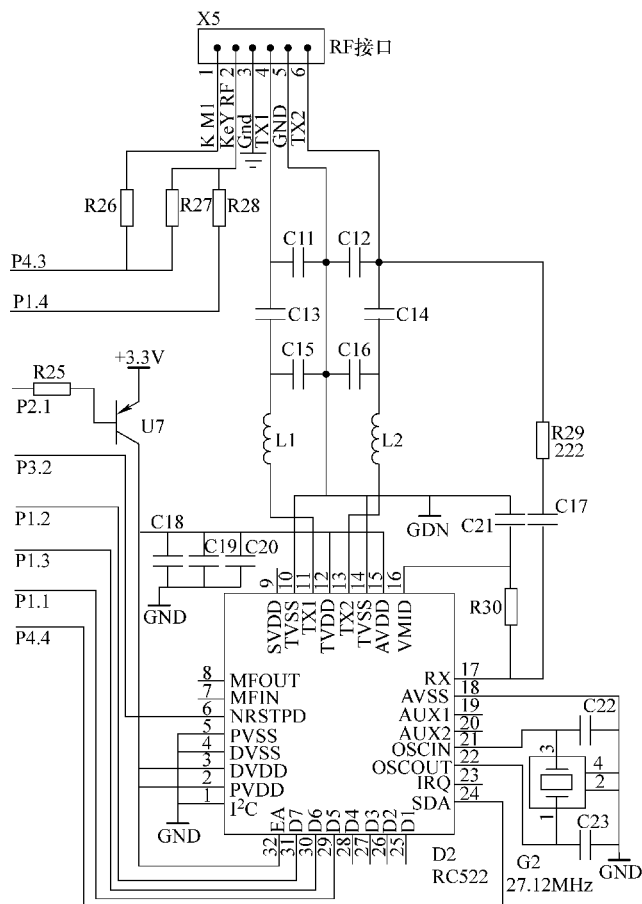 X5
RF接口
1 2 3 4 5 6
K M1
KeY RF
Gnd
TX1
GND
TX2
R26
R27
R28
P4.3
P1.4
C11
C12
C13
C14
C15
C16
+3.3V
R25
P2.1
U7
L1
L2
R29
222
P3.2
P1.2
P1.3
P1.1
P4.4
C18
C19
C20
GND
GDN
C21
C17
R30
9 10 11 12 13 14 15 16
SVDD
TVSS
TX1
TVDD
TX2
TVSS
AVDD
VMID
8 MFOUT
7 MFIN
6 NRSTPD
5 PVSS
4 DVSS
3 DVDD
2 PVDD
1 I²C
GND
RX 17
AVSS 18
AUX1 19
AUX2 20
OSCIN 21
OSCOUT 22
IRQ 23
SDA 24
EA
D7
D6
D5
D4
D3
D2
D1
32 31 30 29 28 27 26 25
D2
RC522
C22
3
4
2
1
C23
G2
27.12MHz
GND